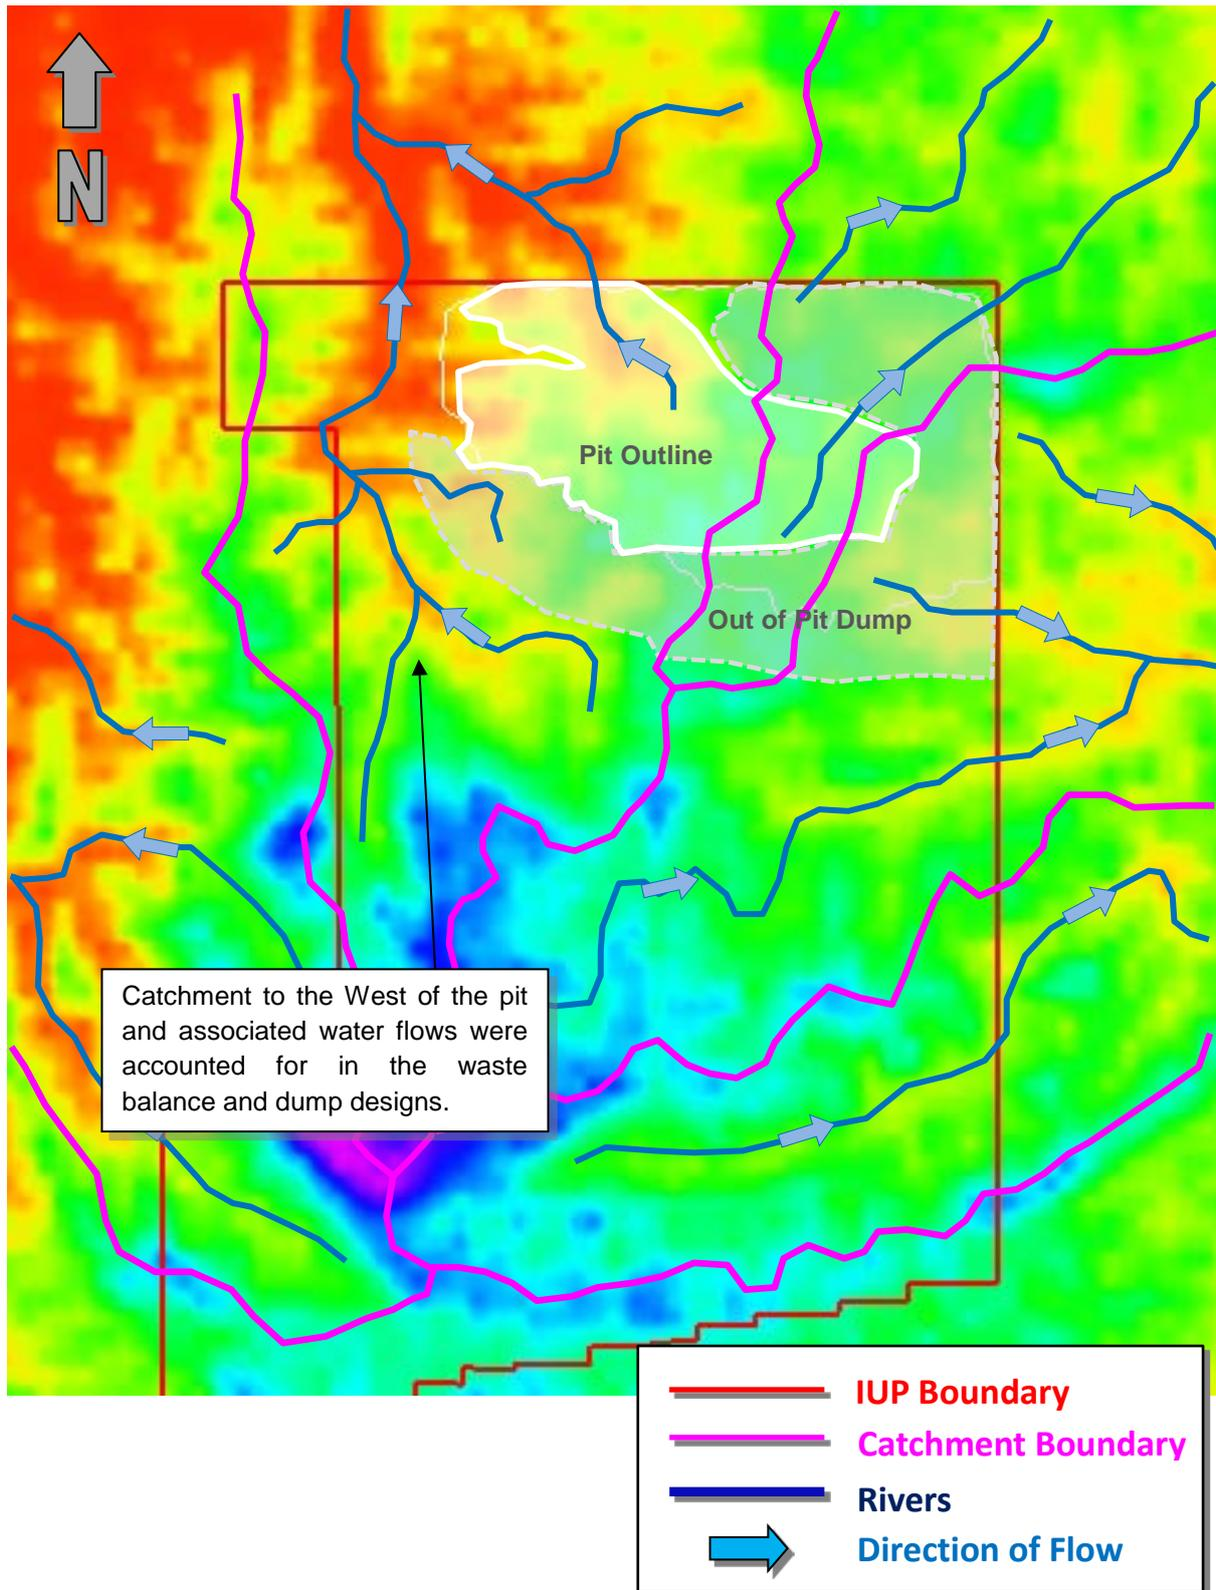 N
Pit Outline
Out of Pit Dump
Catchment to the West of the pit
and associated water flows were
accounted for in the waste
balance and dump designs.
IUP Boundary
Catchment Boundary
Rivers
Direction of Flow